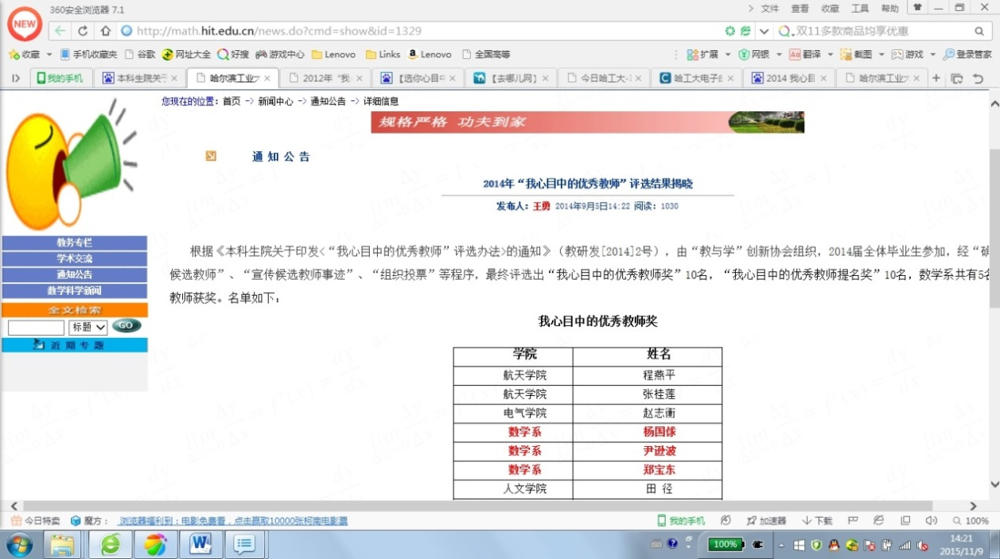 360安全浏览器 7.1
文件 查看 收藏 工具 帮助
NEW
http://math.hit.edu.cn/news.do?cmd=show&id=1329
双11多款商品均享优惠
收藏 手机收藏夹 谷歌 网址大全 好搜 游戏中心 Lenovo Links Lenovo 全国高等
扩展 网银 翻译 截图 游戏 登录管家
我的手机 本科生院关于 哈尔滨工业大 2012年 “我 【选你心目中 【去哪儿网】 今日哈工大- 哈工大电子 2014 我心目 哈尔滨工业大
您现在的位置：首页 -> 新闻中心 -> 通知公告 -> 详细信息
规格严格 功夫到家
通知公告
2014年“我心目中的优秀教师”评选结果揭晓
发布人：王勇 2014年9月5日14:22 阅读：1030
教务专栏
学术交流
通知公告
数学科学新闻
全文检索
标题 GO
近期专题
根据《本科生院关于印发<“我心目中的优秀教师”评选办法>的通知》（教研发[2014]2号），由“教与学”创新协会组织，2014届全体毕业生参加，经“确
候选教师”、“宣传候选教师事迹”、“组织投票”等程序，最终评选出“我心目中的优秀教师奖”10名，“我心目中的优秀教师提名奖”10名，数学系共有5名
教师获奖。名单如下：
我心目中的优秀教师奖
学院 姓名
航天学院 程燕平
航天学院 张桂莲
电气学院 赵志衡
数学系 杨国俅
数学系 尹逊波
数学系 郑宝东
人文学院 田 径
今日特卖 魔方： 浏览器福利到：电影免费看，点击赢取10000张柯南电影票
我的手机 加速器 下载 100%
100%
14:21
2015/11/9